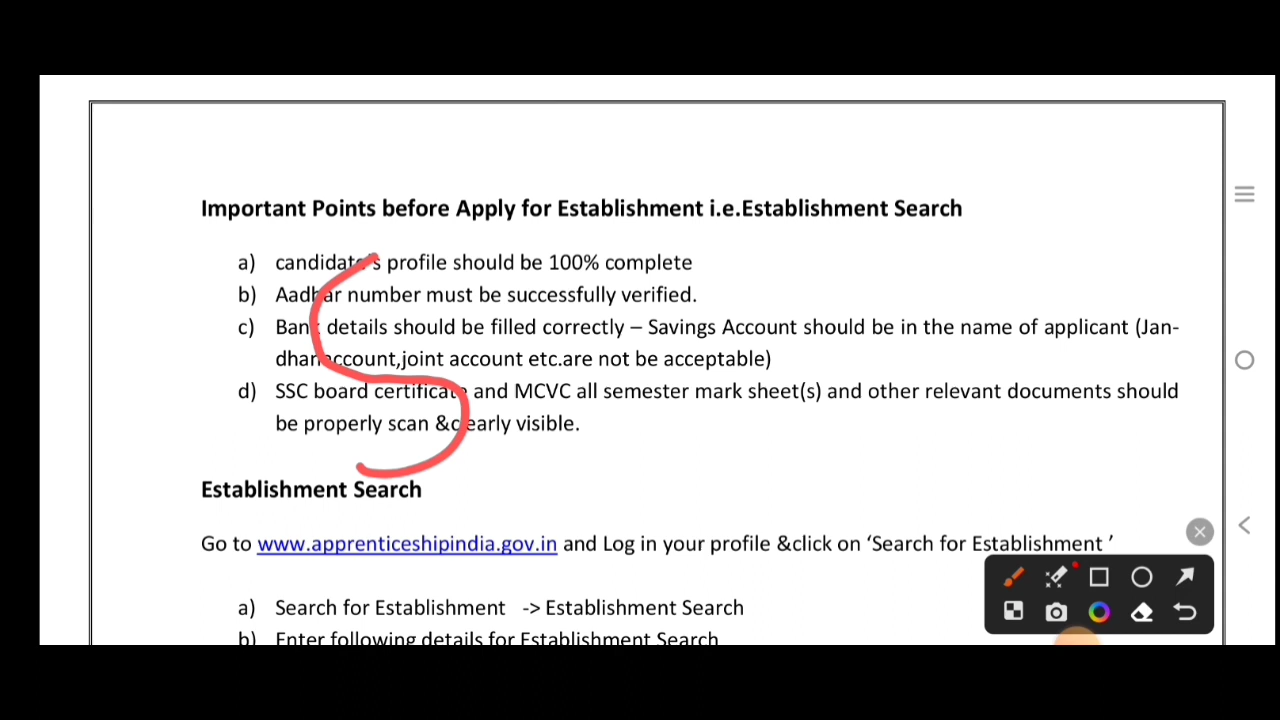 Important Points before Apply for Establishment i.e.Establishment Search
a) candidate's profile should be 100% complete
b) Aadhar number must be successfully verified.
c) Bank details should be filled correctly – Savings Account should be in the name of applicant (Jan-
dhan account,joint account etc.are not be acceptable)
d) SSC board certificate and MCVC all semester mark sheet(s) and other relevant documents should
be properly scan &clearly visible.
Establishment Search
Go to www.apprenticeshipindia.gov.in and Log in your profile &click on ‘Search for Establishment ’
a) Search for Establishment -> Establishment Search
b) Enter following details for Establishment Search